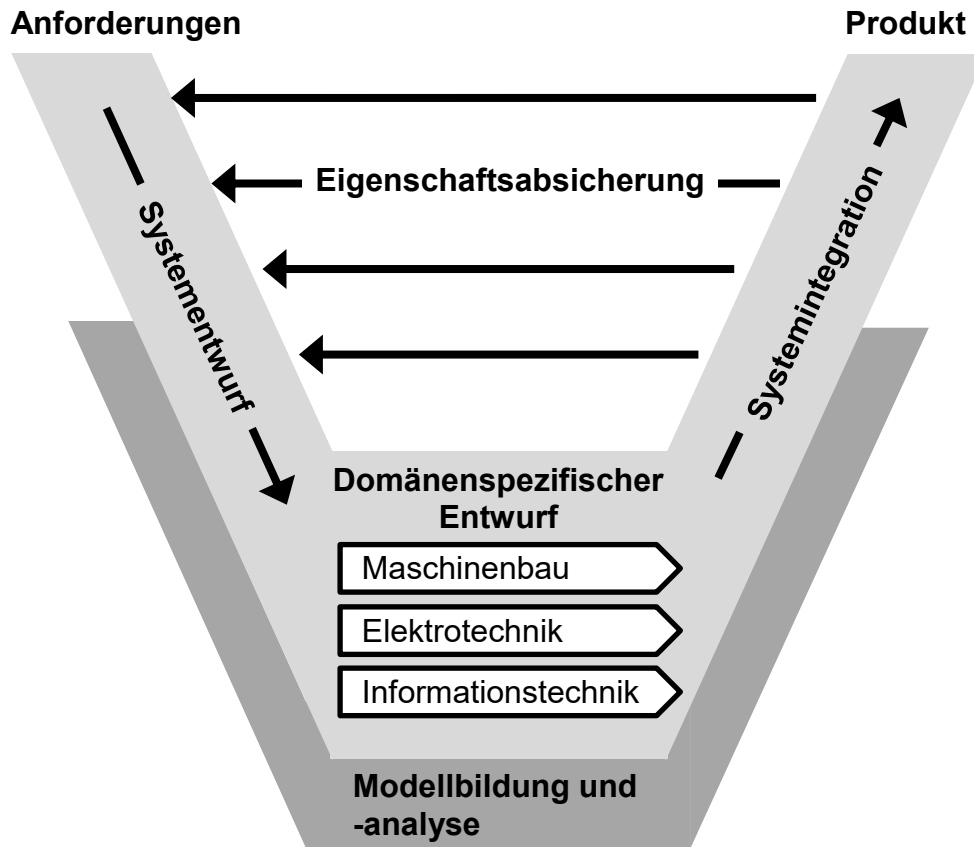 Anforderungen
Produkt
Eigenschaftsabsicherung
Systementwurf
Systemintegration
Domänenspezifischer
Entwurf
Maschinenbau
Elektrotechnik
Informationstechnik
Modellbildung und
-analyse